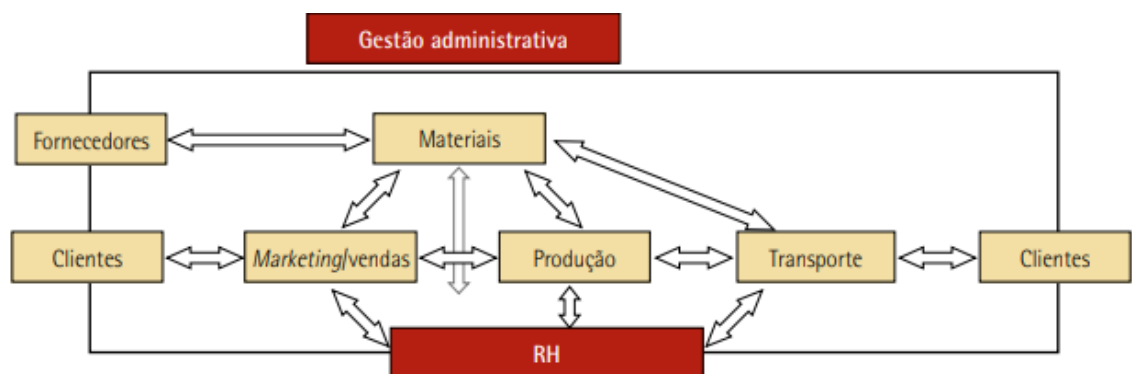 Gestão administrativa
Fornecedores
Materiais
Clientes
Marketing/vendas
Produção
Transporte
Clientes
RH